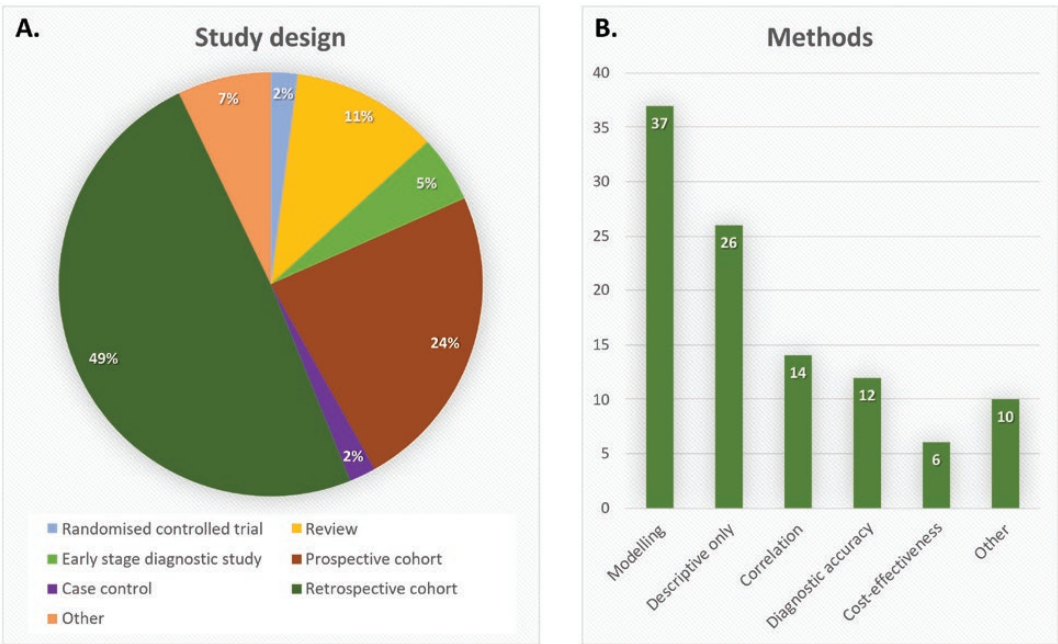 A.
Study design
2%
11%
5%
24%
2%
49%
7%
Randomised controlled trial
Review
Early stage diagnostic study
Prospective cohort
Case control
Retrospective cohort
Other
B.
Methods
40
35
30
25
20
15
10
5
0
37
26
14
12
6
10
Modelling
Descriptive only
Correlation
Diagnostic accuracy
Cost-effectiveness
Other